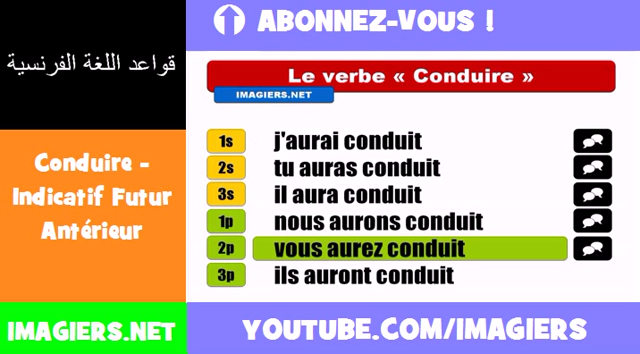 قواعد اللغة الفرنسية
Conduire -
Indicatif Futur
Antérieur
IMAGIERS.NET
ABONNEZ-VOUS !
Le verbe « Conduire »
IMAGIERS.NET
1s j'aurai conduit
2s tu auras conduit
3s il aura conduit
1p nous aurons conduit
2p vous aurez conduit
3p ils auront conduit
YOUTUBE.COM/IMAGIERS